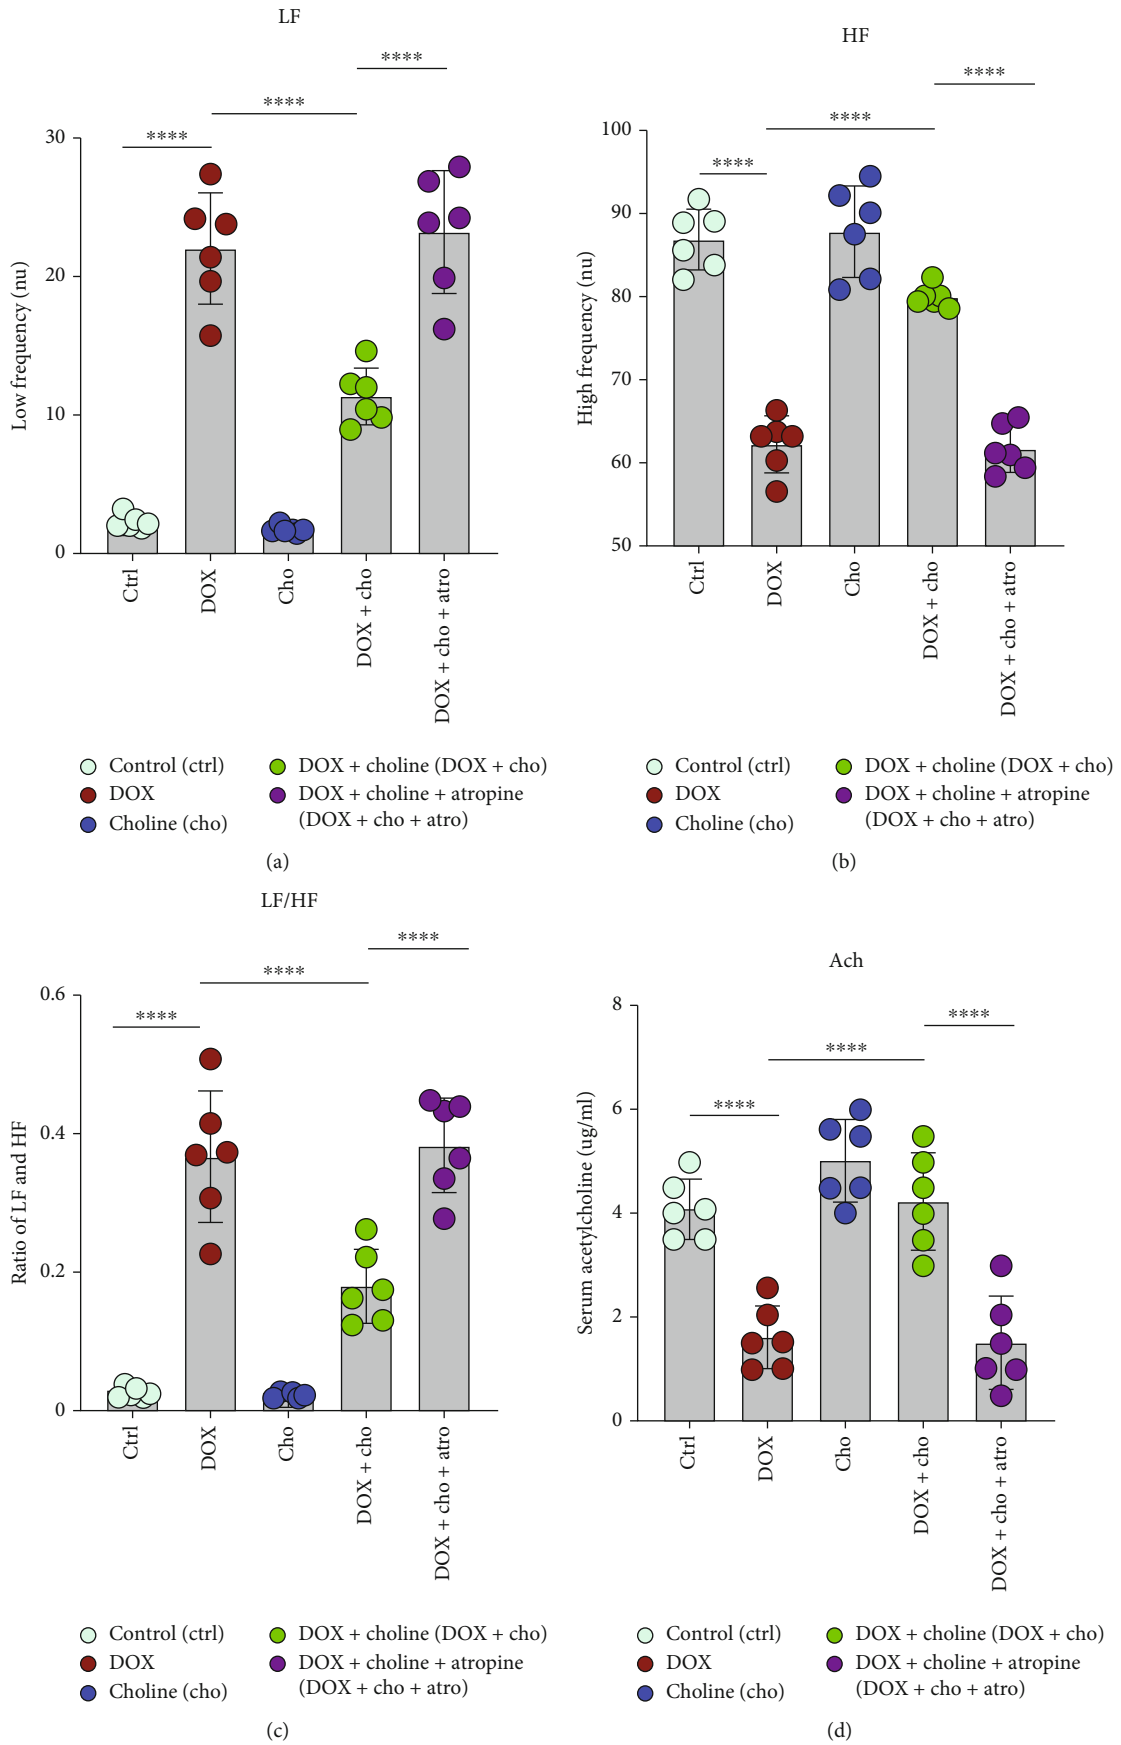 LF
****
****
****
30
20
10
0
Low frequency (nu)
Ctrl
DOX
Cho
DOX + cho
DOX + cho + atro
Control (ctrl)
DOX
Choline (cho)
DOX + choline (DOX + cho)
DOX + choline + atropine
(DOX + cho + atro)
(a)
HF
****
****
****
100
90
80
70
60
50
High frequency (nu)
Ctrl
DOX
Cho
DOX + cho
DOX + cho + atro
Control (ctrl)
DOX
Choline (cho)
DOX + choline (DOX + cho)
DOX + choline + atropine
(DOX + cho + atro)
(b)
LF/HF
****
****
****
0.6
0.4
0.2
0
Ratio of LF and HF
Ctrl
DOX
Cho
DOX + cho
DOX + cho + atro
Control (ctrl)
DOX
Choline (cho)
DOX + choline (DOX + cho)
DOX + choline + atropine
(DOX + cho + atro)
(c)
Ach
****
****
****
8
6
4
2
0
Serum acetylcholine (ug/ml)
Ctrl
DOX
Cho
DOX + cho
DOX + cho + atro
Control (ctrl)
DOX
Choline (cho)
DOX + choline (DOX + cho)
DOX + choline + atropine
(DOX + cho + atro)
(d)